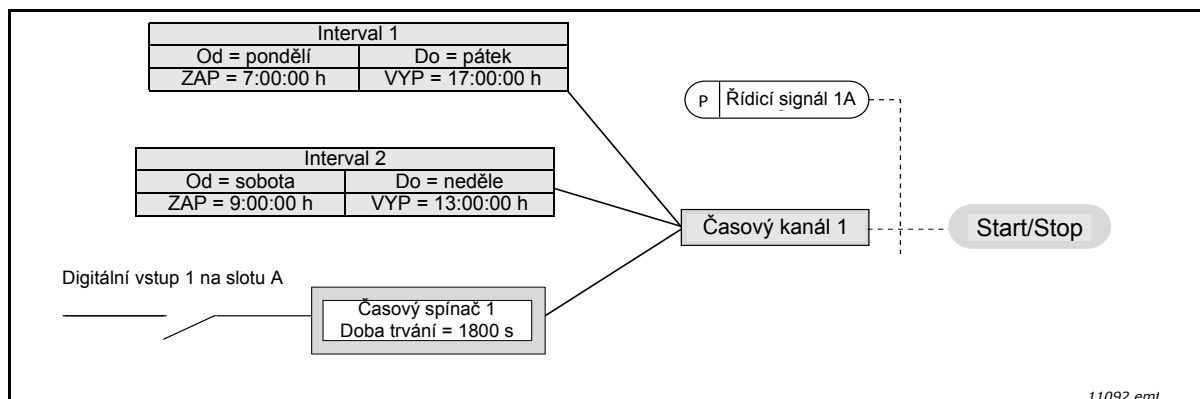 Interval 1
Od = pondělí Do = pátek
ZAP = 7:00:00 h VYP = 17:00:00 h
P Řídicí signál 1A
Interval 2
Od = sobota Do = neděle
ZAP = 9:00:00 h VYP = 13:00:00 h
Časový kanál 1
Start/Stop
Digitální vstup 1 na slotu A
Časový spínač 1
Doba trvání = 1800 s
11092.emf